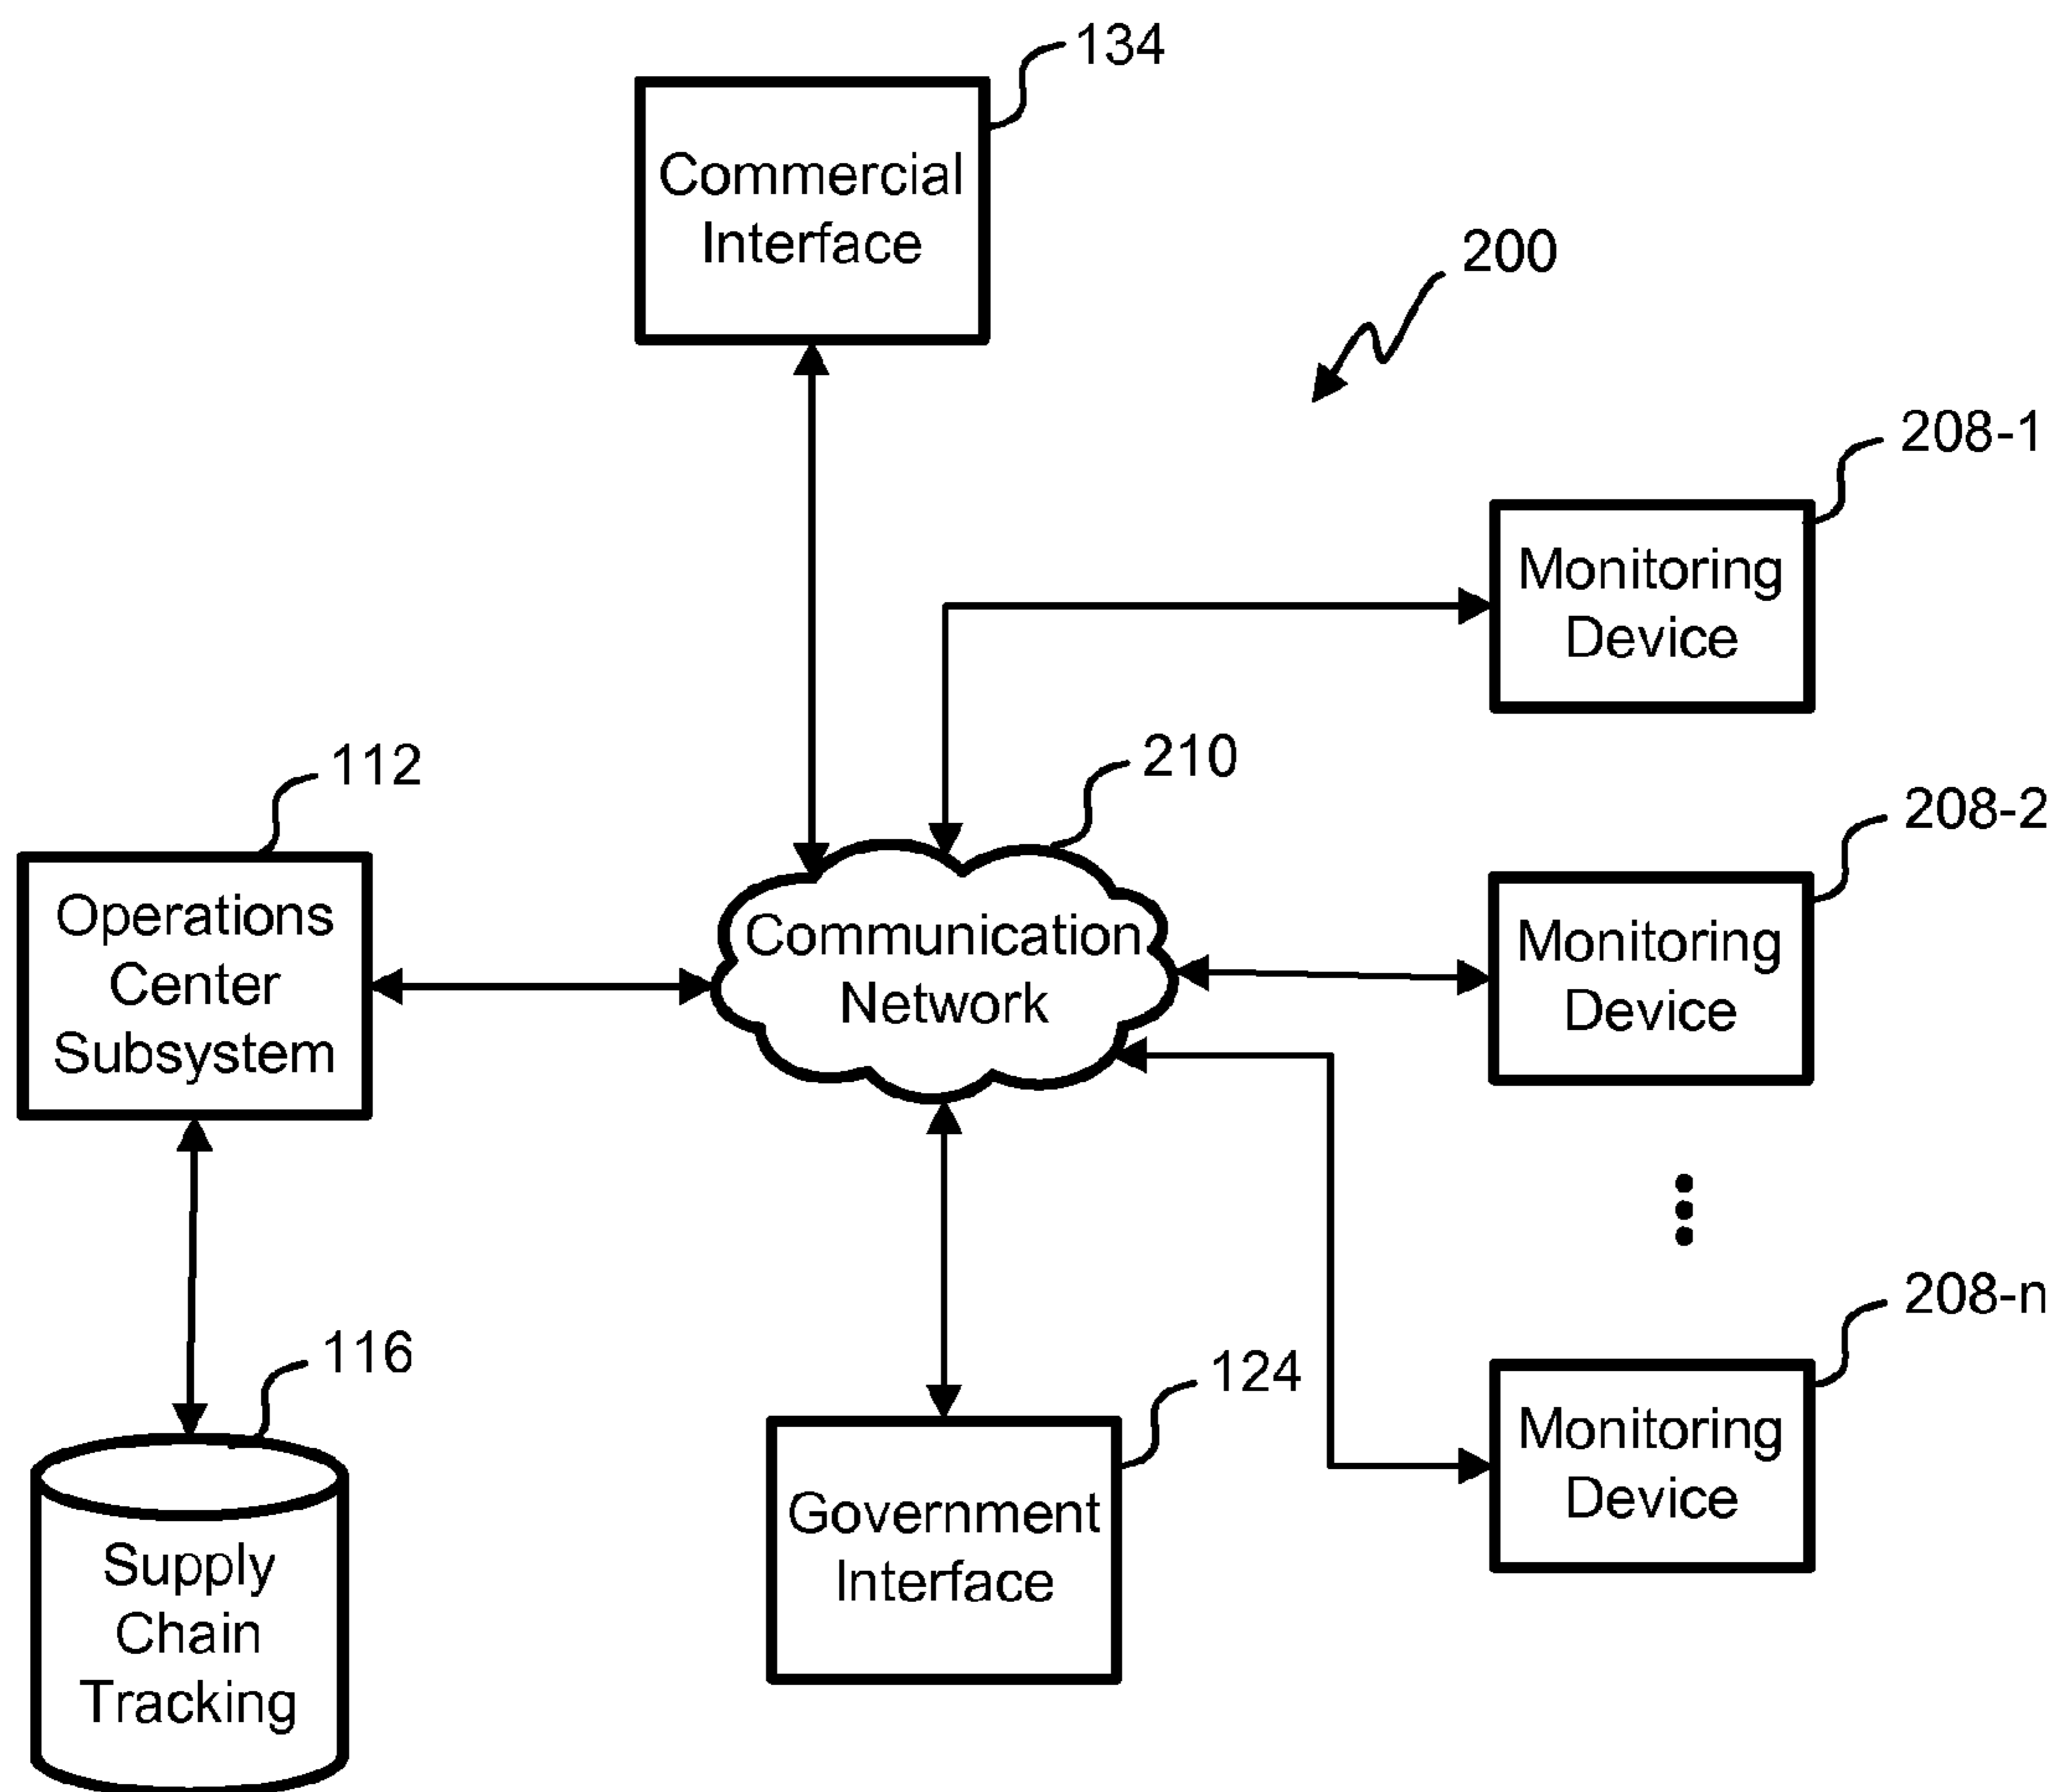 134
Commercial
Interface
200
208-1
Monitoring
Device
112
210
208-2
Operations
Center
Subsystem
Communication
Network
Monitoring
Device
116
124
208-n
Supply
Chain
Tracking
Government
Interface
Monitoring
Device